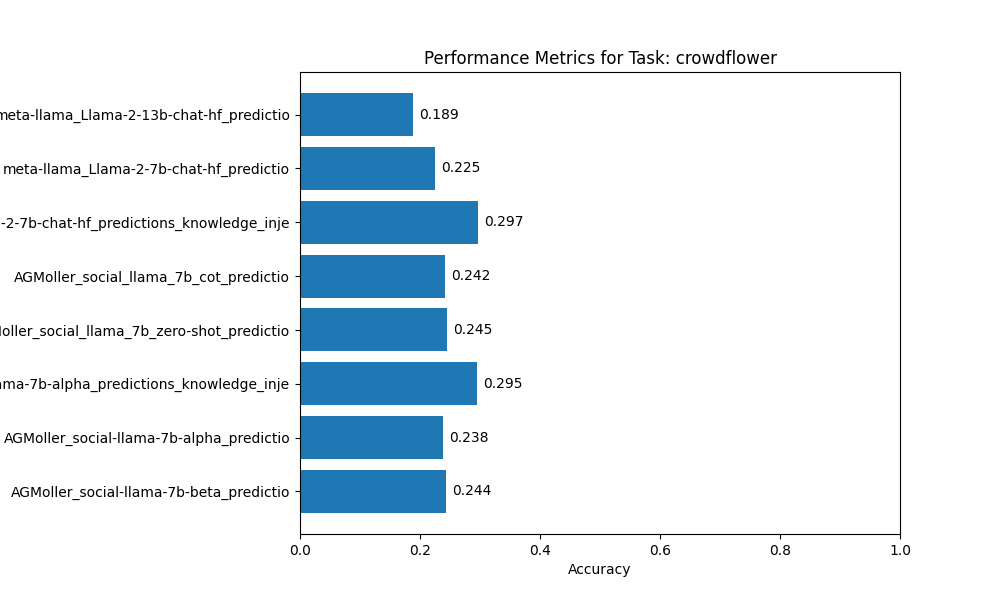 Performance Metrics for Task: crowdflower
meta-llama_Llama-2-13b-chat-hf_predictio 0.189
meta-llama_Llama-2-7b-chat-hf_predictio 0.225
-2-7b-chat-hf_predictions_knowledge_inje 0.297
AGMoller_social_llama_7b_cot_predictio 0.242
oller_social_llama_7b_zero-shot_predictio 0.245
ma-7b-alpha_predictions_knowledge_inje 0.295
AGMoller_social-llama-7b-alpha_predictio 0.238
AGMoller_social-llama-7b-beta_predictio 0.244
0.0 0.2 0.4 0.6 0.8 1.0
Accuracy